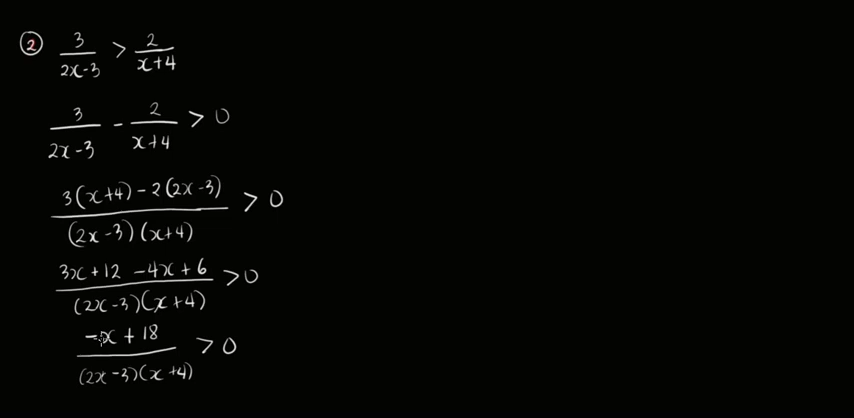 ② 3/(2x-3) > 2/(x+4)
3/(2x-3) - 2/(x+4) > 0
(3(x+4) - 2(2x-3))/((2x-3)(x+4)) > 0
(3x+12 -4x+6)/((2x-3)(x+4)) > 0
(-x+18)/((2x-3)(x+4)) > 0